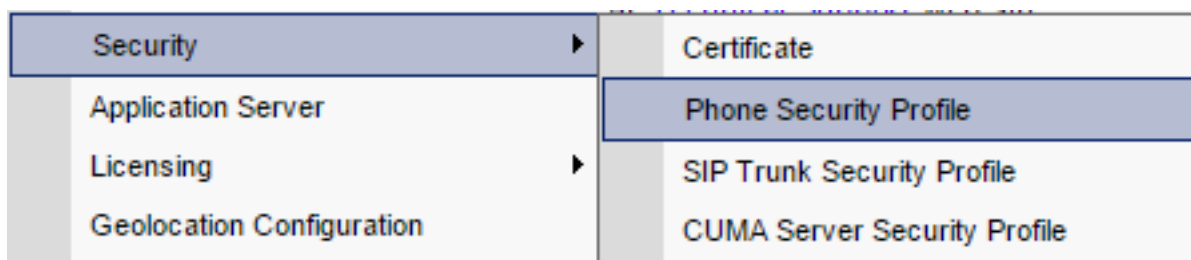 Security
Certificate
Phone Security Profile
Application Server
Licensing
SIP Trunk Security Profile
Geolocation Configuration
CUMA Server Security Profile